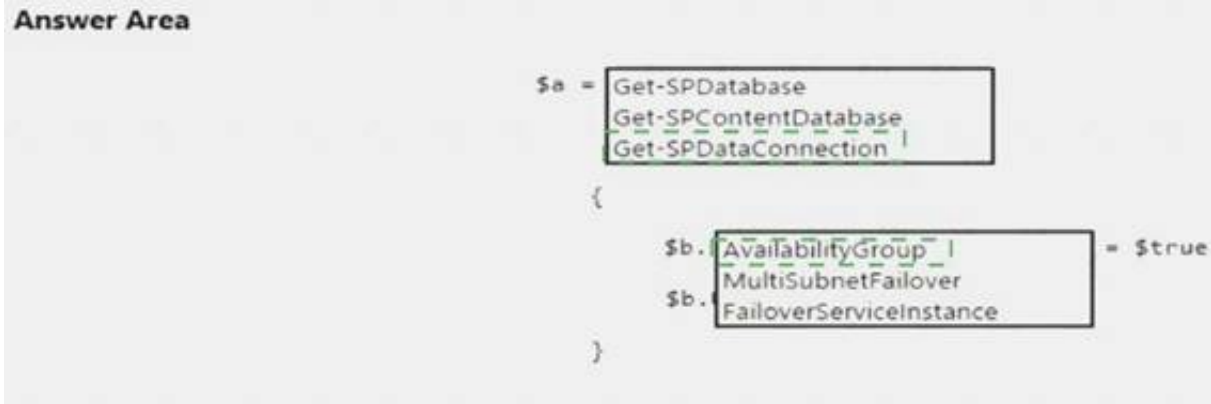 Answer Area
$a = Get-SPDatabase
Get-SPContentDatabase
Get-SPDataConnection
{
$b. AvailabilityGroup = $true
MultiSubnetFailover
$b.
FailoverServiceInstance
}